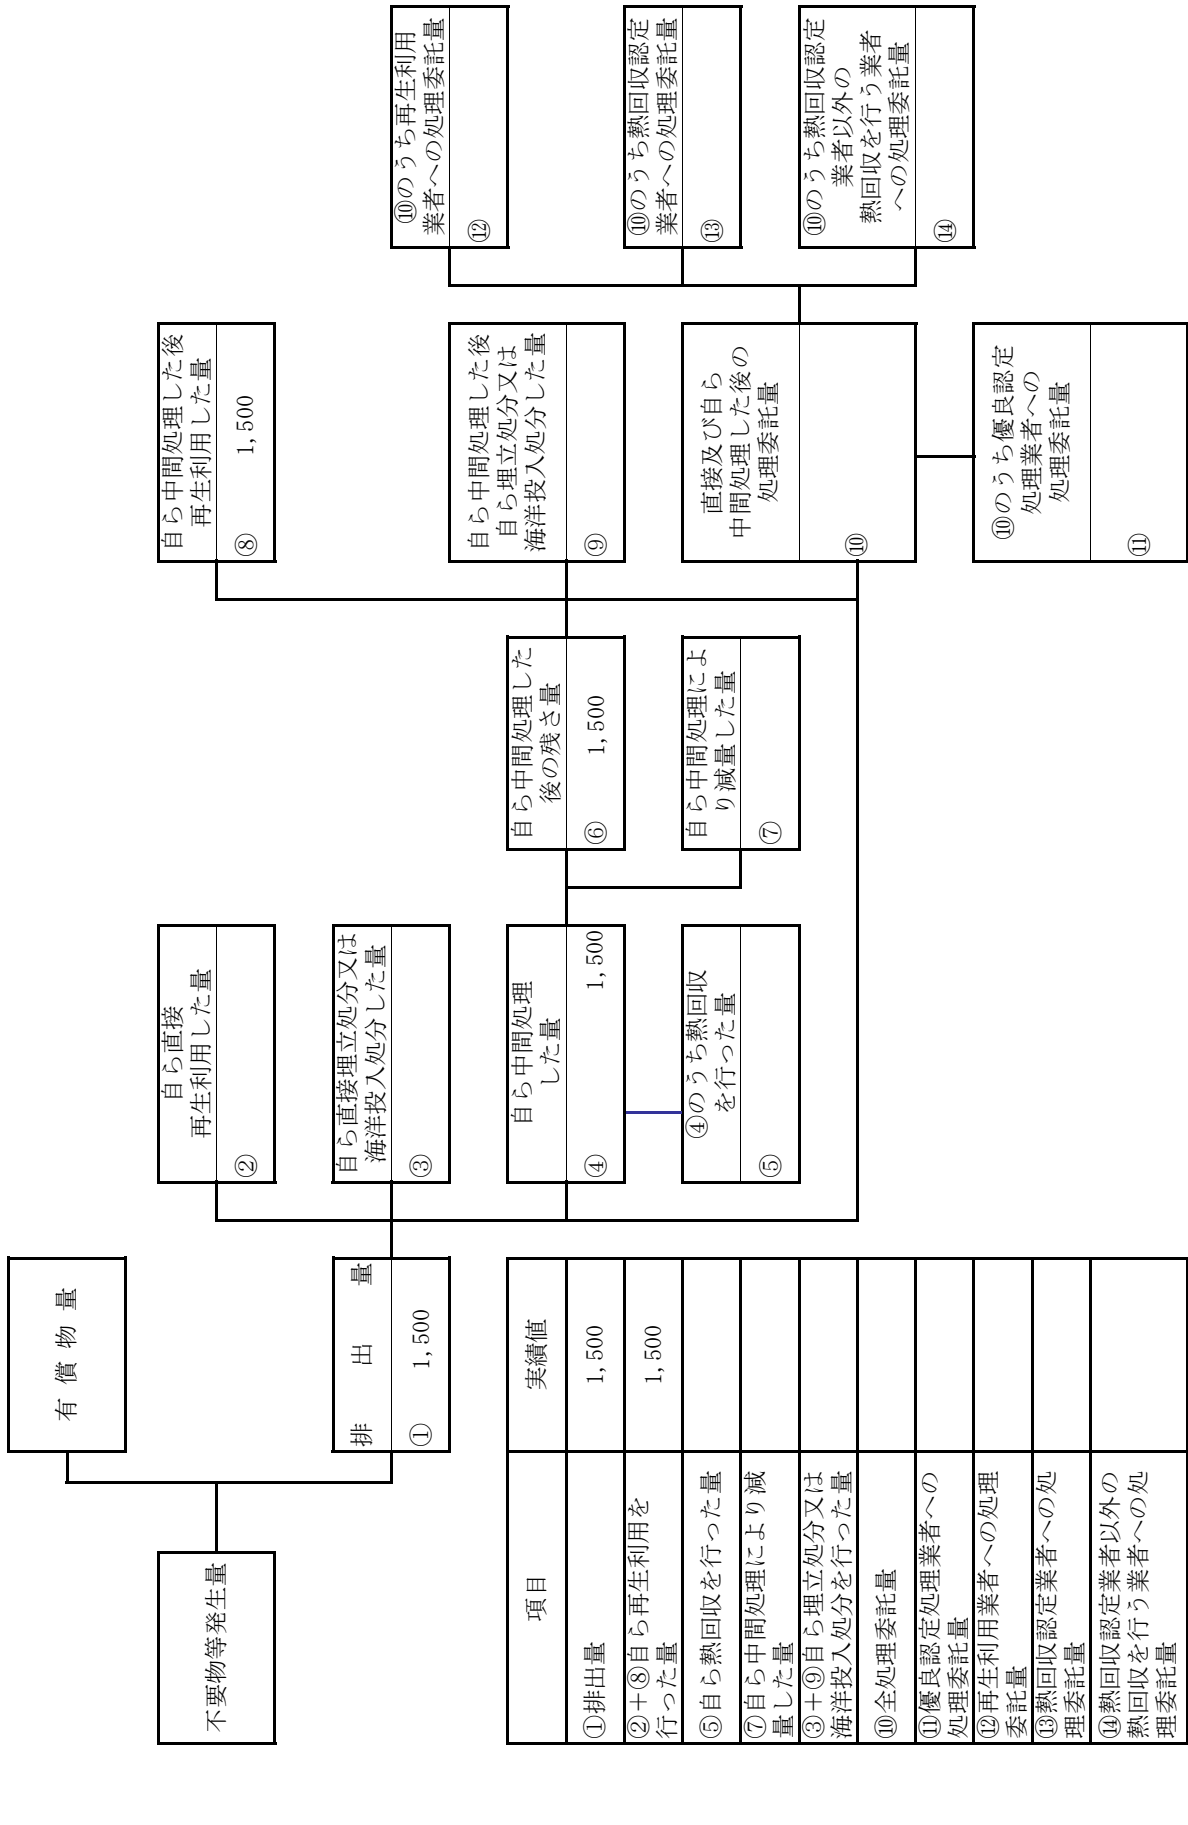 不要物等発生量
有償物量
排出量
① 1,500
自ら直接
再生利用した量
②
自ら直接埋立処分又は
海洋投入処分した量
③
自ら中間処理
した量
④ 1,500
④のうち熱回収
を行った量
⑤
自ら中間処理した
後の残さ量
⑥ 1,500
自ら中間処理によ
り減量した量
⑦
自ら中間処理した後
再生利用した量
⑧ 1,500
自ら中間処理した後
自ら埋立処分又は
海洋投入処分した量
⑨
直接及び自ら
中間処理した後の
処理委託量
⑩
⑩のうち優良認定
処理業者への
処理委託量
⑪
⑩のうち再生利用
業者への処理委託量
⑫
⑩のうち熱回収認定
業者への処理委託量
⑬
⑩のうち熱回収認定
業者以外の
熱回収を行う業者
への処理委託量
⑭
項目 実績値
①排出量 1,500
②+⑧自ら再生利用を
行った量 1,500
⑤自ら熱回収を行った量
⑦自ら中間処理により減
量した量
③+⑨自ら埋立処分又は
海洋投入処分を行った量
⑩全処理委託量
⑪優良認定処理業者への
処理委託量
⑫再生利用業者への処理
委託量
⑬熱回収認定業者への処
理委託量
⑭熱回収認定業者以外の
熱回収を行う業者への処
理委託量